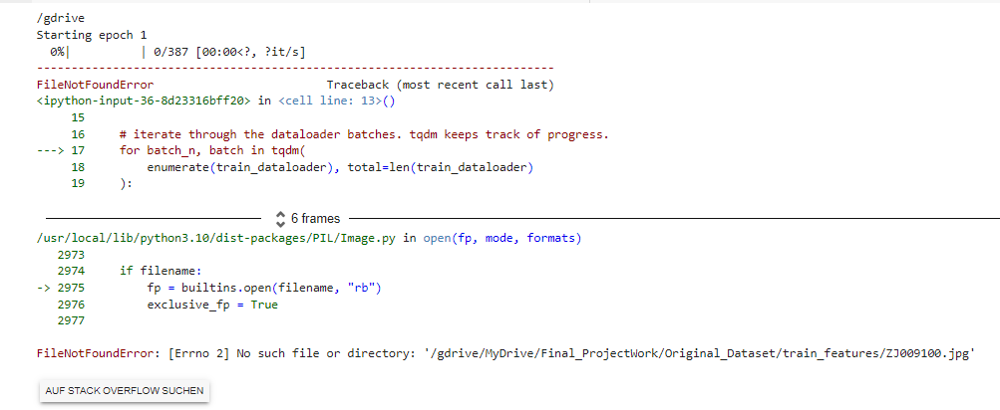 /gdrive
Starting epoch 1
0%| | 0/387 [00:00<?, ?it/s]
---------------------------------------------------------------------------
FileNotFoundError Traceback (most recent call last)
<ipython-input-36-8d23316bff20> in <cell line: 13>()
15
16 # iterate through the dataloader batches. tqdm keeps track of progress.
---> 17 for batch_n, batch in tqdm(
18 enumerate(train_dataloader), total=len(train_dataloader)
19 ):
6 frames
/usr/local/lib/python3.10/dist-packages/PIL/Image.py in open(fp, mode, formats)
2973
2974 if filename:
-> 2975 fp = builtins.open(filename, "rb")
2976 exclusive_fp = True
2977
FileNotFoundError: [Errno 2] No such file or directory: '/gdrive/MyDrive/Final_ProjectWork/Original_Dataset/train_features/ZJ009100.jpg'
AUF STACK OVERFLOW SUCHEN